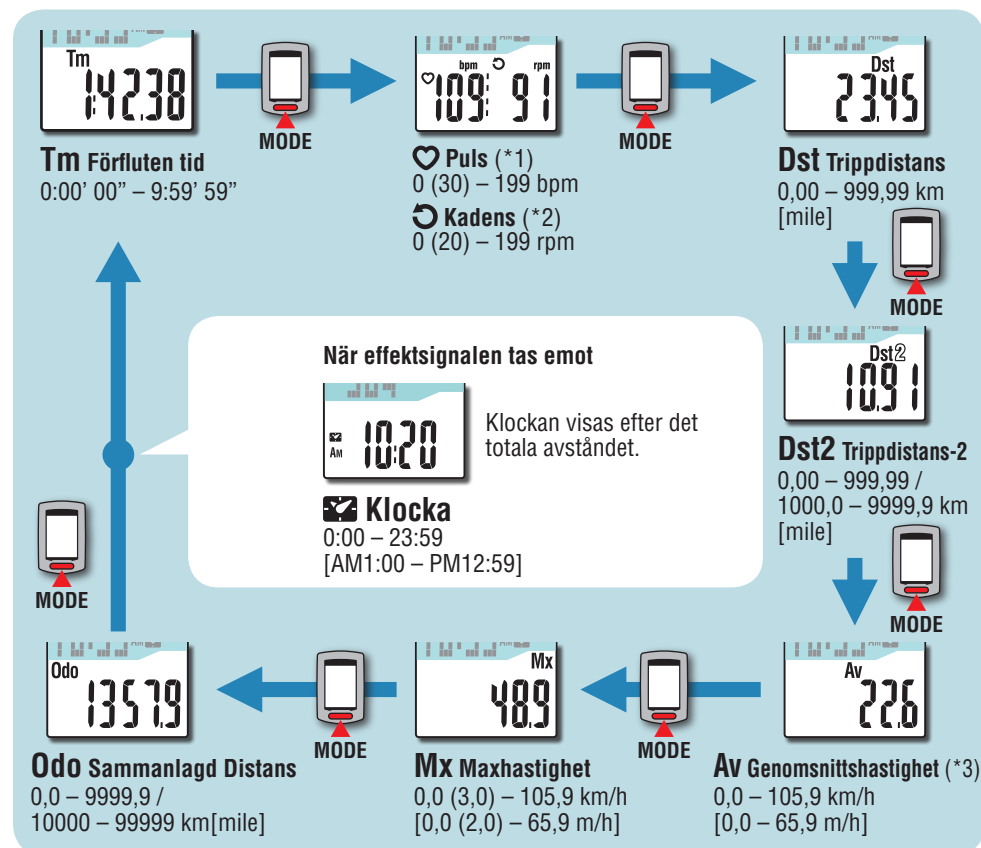 Tm
1:42.38
MODE
bpm
rpm
109 91
MODE
Dst
23.45
Tm Förfluten tid
0:00’ 00” – 9:59’ 59”
Puls (*1)
0 (30) – 199 bpm
Kadens (*2)
0 (20) – 199 rpm
Dst Trippdistans
0,00 – 999,99 km
[mile]
MODE
Dst2
10.91
Dst2 Trippdistans-2
0,00 – 999,99 /
1000,0 – 9999,9 km
[mile]
MODE
När effektsignalen tas emot
AM
10:20
Klockan visas efter det
totala avståndet.
Klocka
0:00 – 23:59
[AM1:00 – PM12:59]
MODE
Odo
1357.9
MODE
Mx
48.9
MODE
Av
22.6
Odo Sammanlagd Distans
0,0 – 9999,9 /
10000 – 99999 km[mile]
Mx Maxhastighet
0,0 (3,0) – 105,9 km/h
[0,0 (2,0) – 65,9 m/h]
Av Genomsnittshastighet (*3)
0,0 – 105,9 km/h
[0,0 – 65,9 m/h]